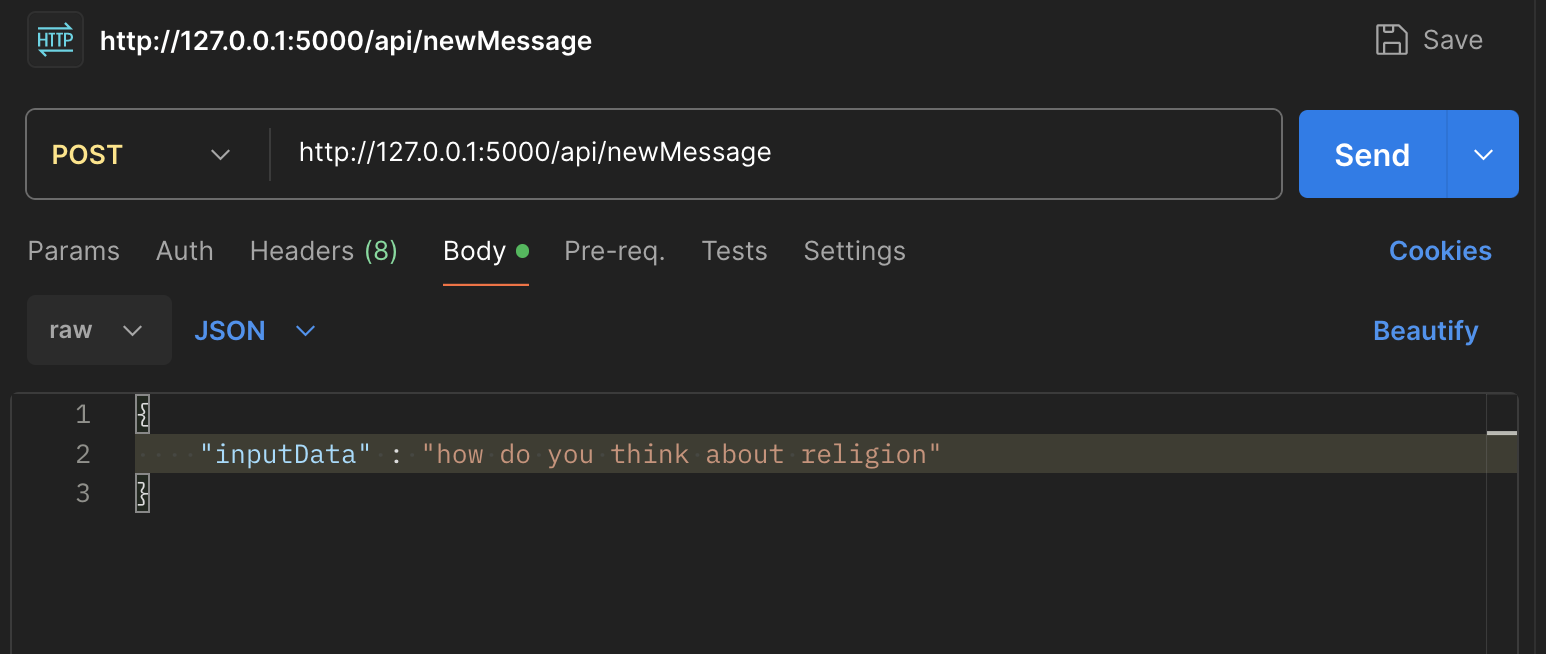 HTTP http://127.0.0.1:5000/api/newMessage Save
POST http://127.0.0.1:5000/api/newMessage Send
Params Auth Headers (8) Body Pre-req. Tests Settings Cookies
raw JSON Beautify
1 {
2 "inputData" : "how do you think about religion"
3 }